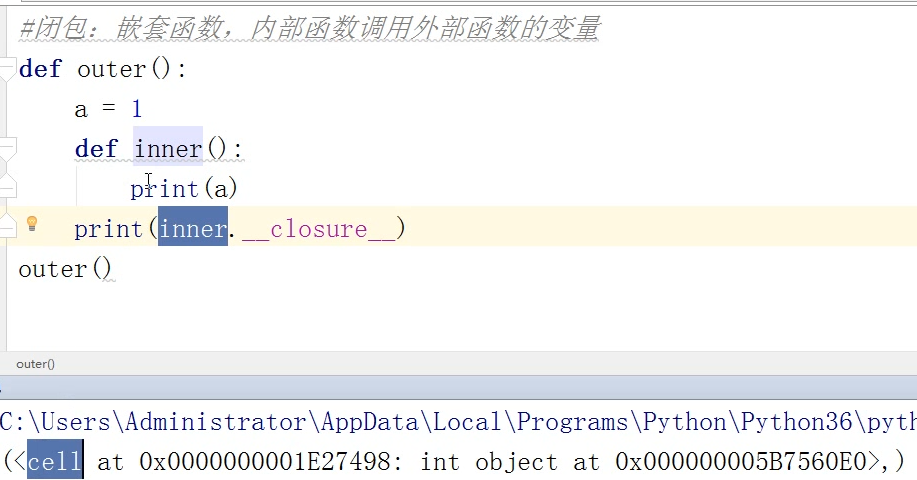 #闭包：嵌套函数，内部函数调用外部函数的变量
def outer():
    a = 1
    def inner():
        print(a)
    print(inner.__closure__)
outer()
outer()
C:\Users\Administrator\AppData\Local\Programs\Python\Python36\pyth
(<cell at 0x0000000001E27498: int object at 0x000000005B7560E0>,)